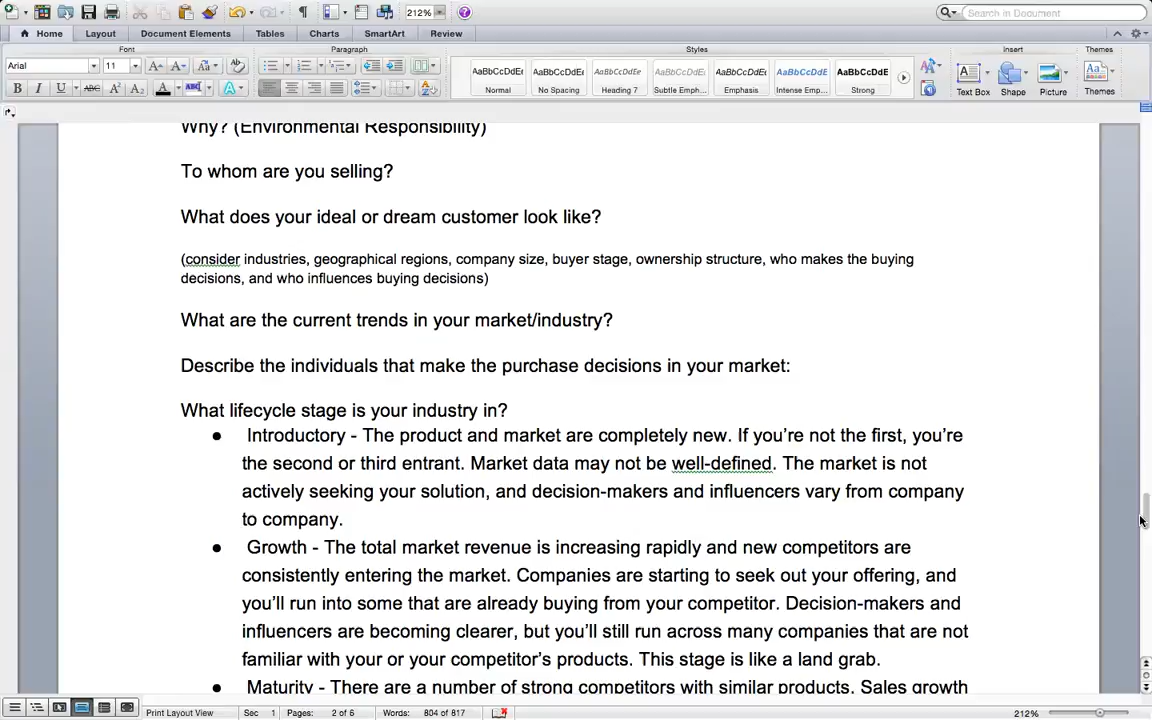 212%
Search in Document
Home Layout Document Elements Tables Charts SmartArt Review
Font Paragraph Styles Insert Themes
Arial 11
AaBbCcDdEe AaBbCcDdEe AaBbCcDdEe AaBbCcDdEe AaBbCcDdEe AaBbCcDdE AaBbCcDdE
Normal No Spacing Heading 7 Subtle Emph... Emphasis Intense Emp... Strong Text Box Shape Picture Themes
Why? (Environmental Responsibility)
To whom are you selling?
What does your ideal or dream customer look like?
(consider industries, geographical regions, company size, buyer stage, ownership structure, who makes the buying
decisions, and who influences buying decisions)
What are the current trends in your market/industry?
Describe the individuals that make the purchase decisions in your market:
What lifecycle stage is your industry in?
● Introductory - The product and market are completely new. If you’re not the first, you’re
the second or third entrant. Market data may not be well-defined. The market is not
actively seeking your solution, and decision-makers and influencers vary from company
to company.
● Growth - The total market revenue is increasing rapidly and new competitors are
consistently entering the market. Companies are starting to seek out your offering, and
you’ll run into some that are already buying from your competitor. Decision-makers and
influencers are becoming clearer, but you’ll still run across many companies that are not
familiar with your or your competitor’s products. This stage is like a land grab.
● Maturity - There are a number of strong competitors with similar products. Sales growth
Print Layout View Sec 1 Pages: 2 of 6 Words: 804 of 817 212%